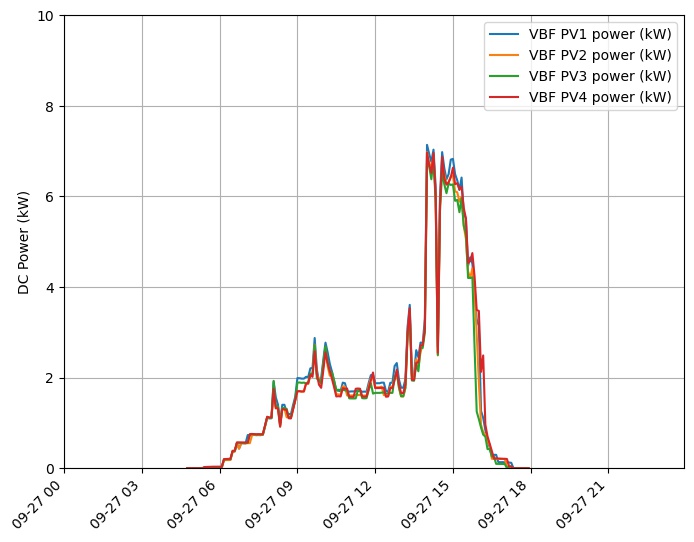 10
8
6
4
2
0
DC Power (kW)
VBF PV1 power (kW)
VBF PV2 power (kW)
VBF PV3 power (kW)
VBF PV4 power (kW)
09-27 00
09-27 03
09-27 06
09-27 09
09-27 12
09-27 15
09-27 18
09-27 21